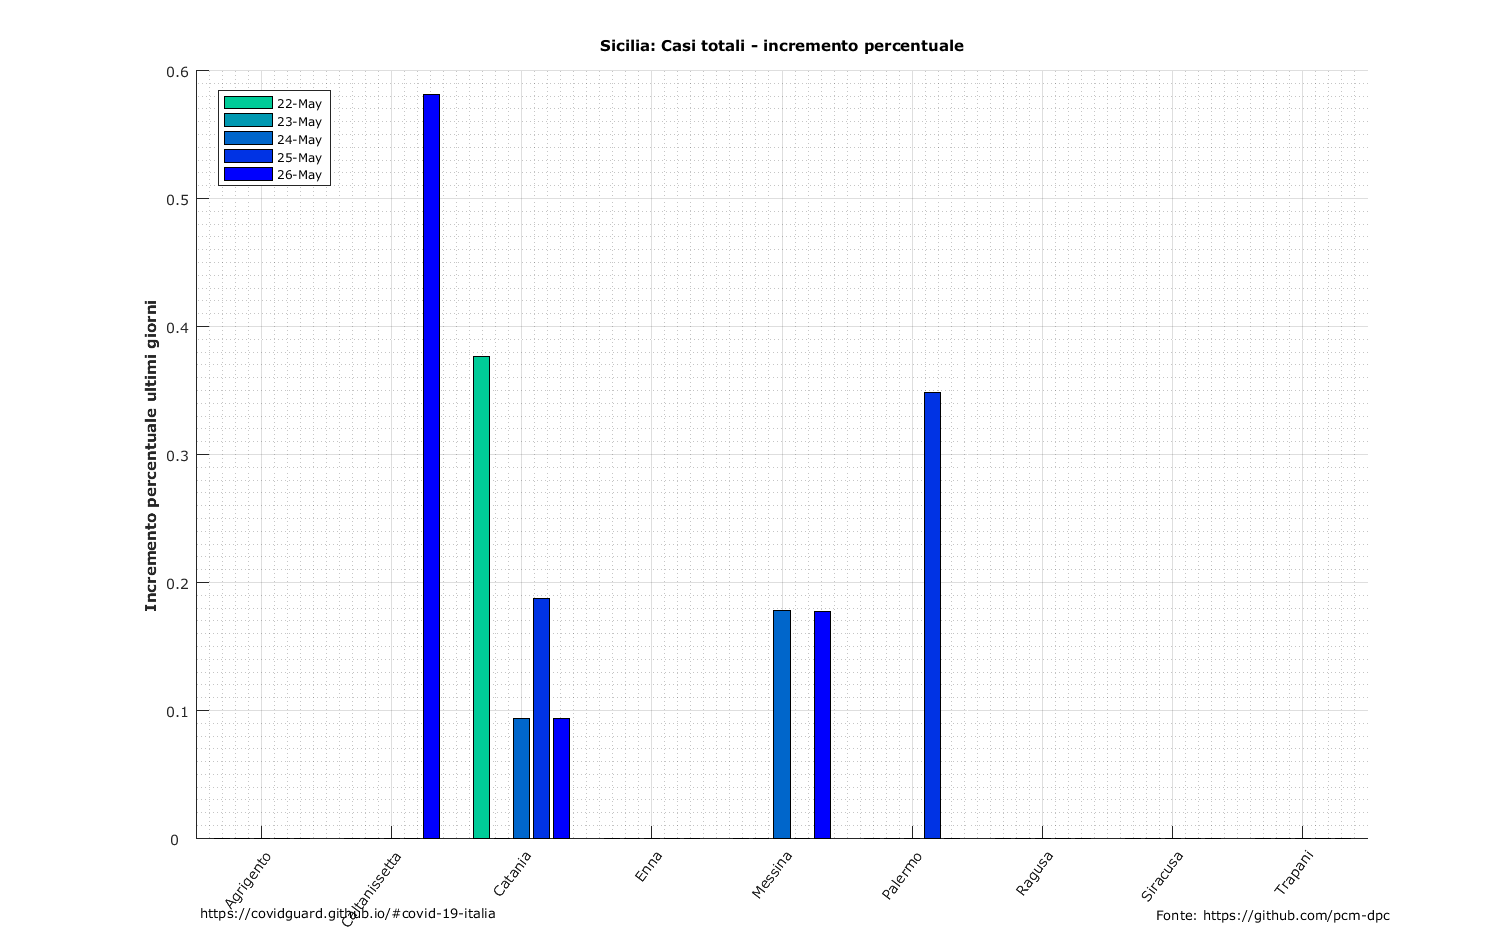 Sicilia: Casi totali - incremento percentuale
0.6
0.5
0.4
0.3
0.2
0.1
0
Incremento percentuale ultimi giorni
22-May
23-May
24-May
25-May
26-May
Agrigento
Caltanissetta
Catania
Enna
Messina
Palermo
Ragusa
Siracusa
Trapani
https://covidguard.github.io/#covid-19-italia
Fonte: https://github.com/pcm-dpc